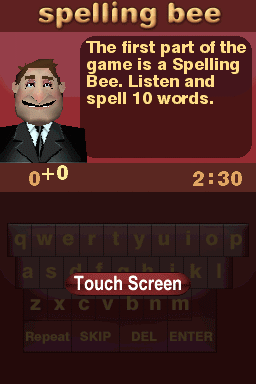 spelling bee
The first part of the
game is a Spelling
Bee. Listen and
spell 10 words.
0+0 2:30
q w e r t y u i o p
a s d f g h j k l
Touch Screen
z x c v b n m
Repeat SKIP DEL ENTER